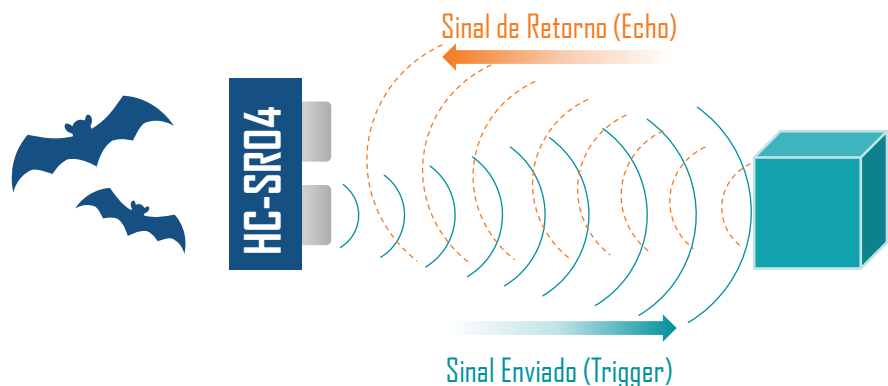 Sinal de Retorno (Echo)
HC-SR04
Sinal Enviado (Trigger)